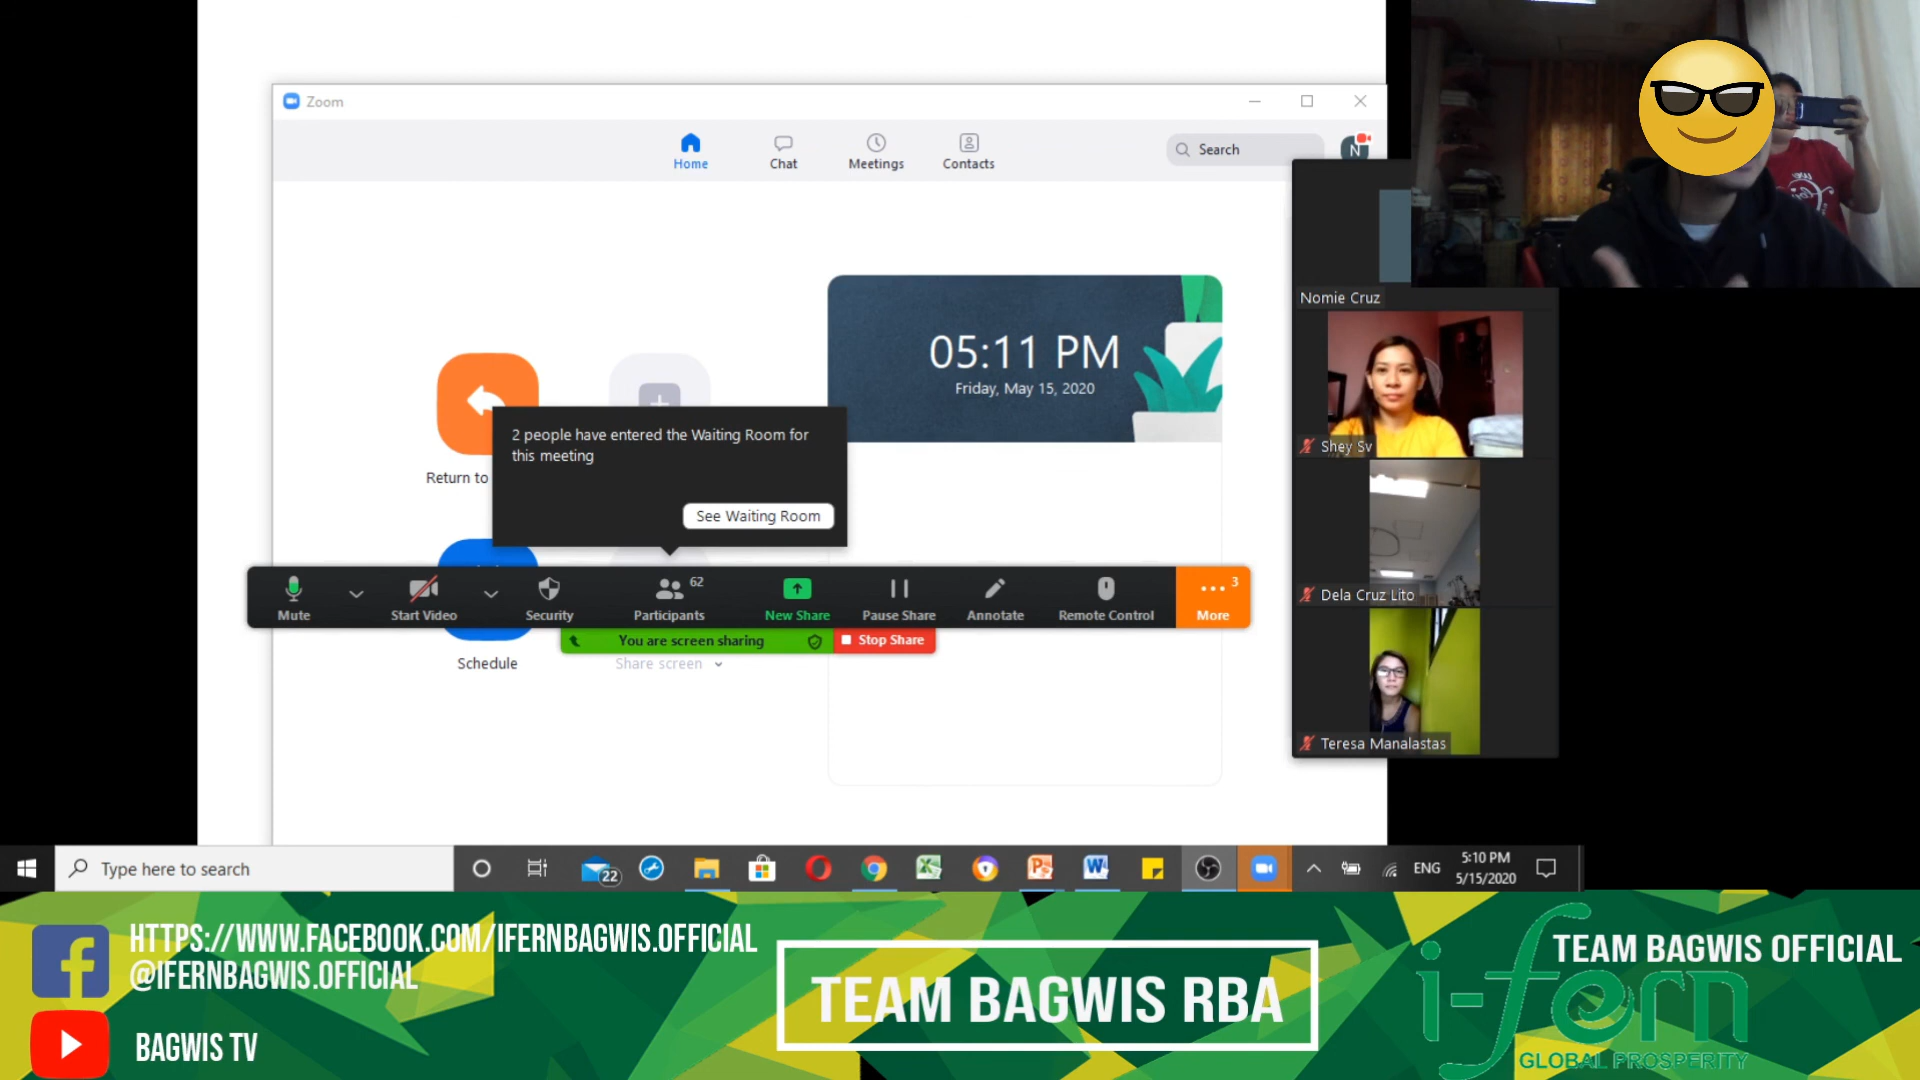 Zoom
Home
Chat
Meetings
Contacts
Search
N
Nomie Cruz
05:11 PM
Friday, May 15, 2020
Shey Sv
2 people have entered the Waiting Room for
this meeting
See Waiting Room
Return to
Dela Cruz Lito
Mute
Start Video
Security
Participants
62
New Share
Pause Share
Annotate
Remote Control
More
3
You are screen sharing
Stop Share
Schedule
Share screen
Teresa Manalastas
Type here to search
22
ENG
5:10 PM
5/15/2020
HTTPS://WWW.FACEBOOK.COM/IFERNBAGWIS.OFFICIAL
@IFERNBAGWIS.OFFICIAL
BAGWIS TV
TEAM BAGWIS RBA
TEAM BAGWIS OFFICIAL
i-fern
GLOBAL PROSPERITY